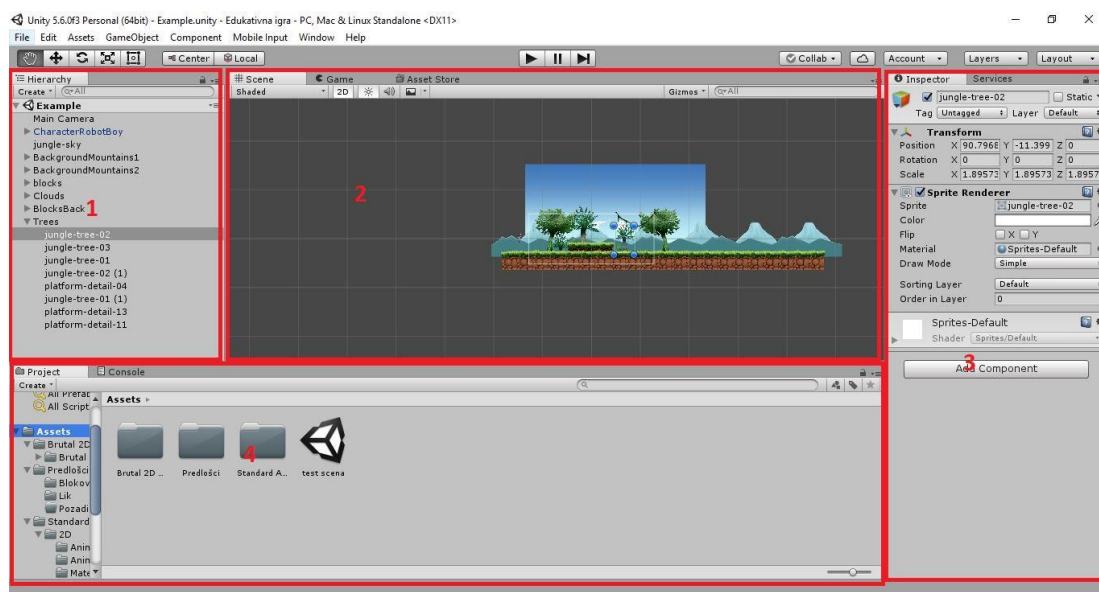 Unity 5.6.0f3 Personal (64bit) - Example.unity - Edukativna igra - PC, Mac & Linux Standalone <DX11>
File Edit Assets GameObject Component Mobile Input Window Help
Center Local Collab Account Layers Layout
Hierarchy
Create All
Example
Main Camera
CharacterRobotBoy
jungle-sky
BackgroundMountains1
BackgroundMountains2
blocks
Clouds
BlocksBack
1
Trees
jungle-tree-02
jungle-tree-03
jungle-tree-01
jungle-tree-02 (1)
platform-detail-04
jungle-tree-01 (1)
platform-detail-13
platform-detail-11
Scene Game Asset Store
Shaded 2D Gizmos All
2
Inspector Services
jungle-tree-02 Static
Tag Untagged Layer Default
Transform
Position X 90.7968 Y -11.399 Z 0
Rotation X 0 Y 0 Z 0
Scale X 1.89573 Y 1.89573 Z 1.8957
Sprite Renderer
Sprite jungle-tree-02
Color
Flip X Y
Material Sprites-Default
Draw Mode Simple
Sorting Layer Default
Order in Layer 0
Sprites-Default
Shader Sprites/Default
3
Add Component
Project Console
Create
All Prefab
All Script
Assets
Brutal 2D
Brutal
Predlošci
Blokov
Lik
Pozadi
Standard
2D
Anin
Anin
Mate
Assets
4
Brutal 2D ... Predlošci Standard A... test scena